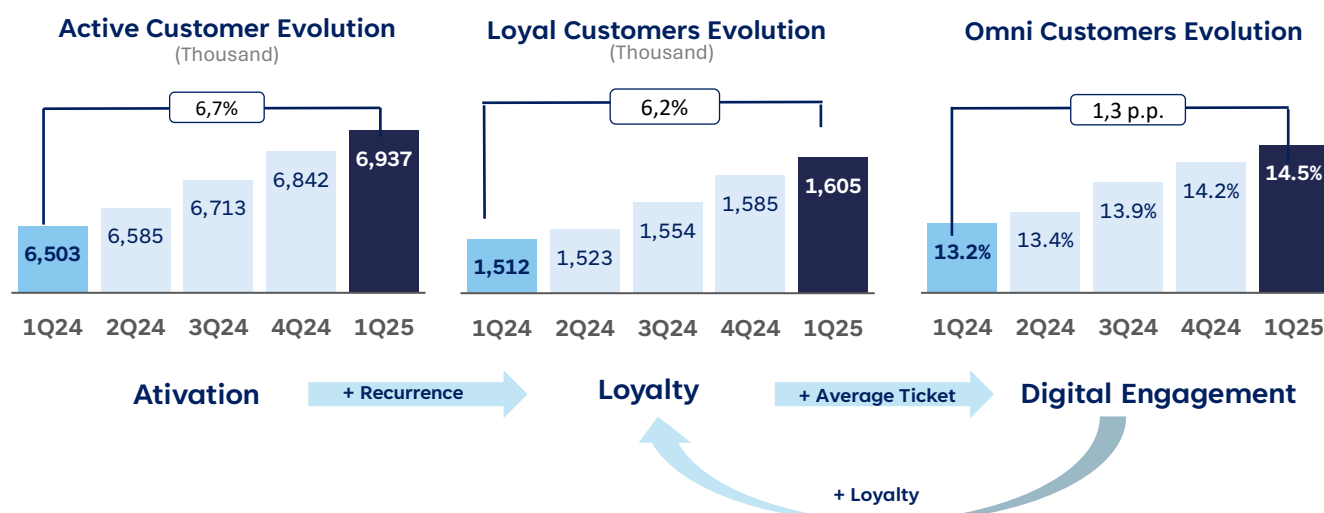 Active Customer Evolution
(Thousand)
6,7%
6,503
6,585
6,713
6,842
6,937
1Q24 2Q24 3Q24 4Q24 1Q25
Loyal Customers Evolution
(Thousand)
6,2%
1,512
1,523
1,554
1,585
1,605
1Q24 2Q24 3Q24 4Q24 1Q25
Omni Customers Evolution
1,3 p.p.
13.2%
13.4%
13.9%
14.2%
14.5%
1Q24 2Q24 3Q24 4Q24 1Q25
Ativation
+ Recurrence
Loyalty
+ Average Ticket
Digital Engagement
+ Loyalty